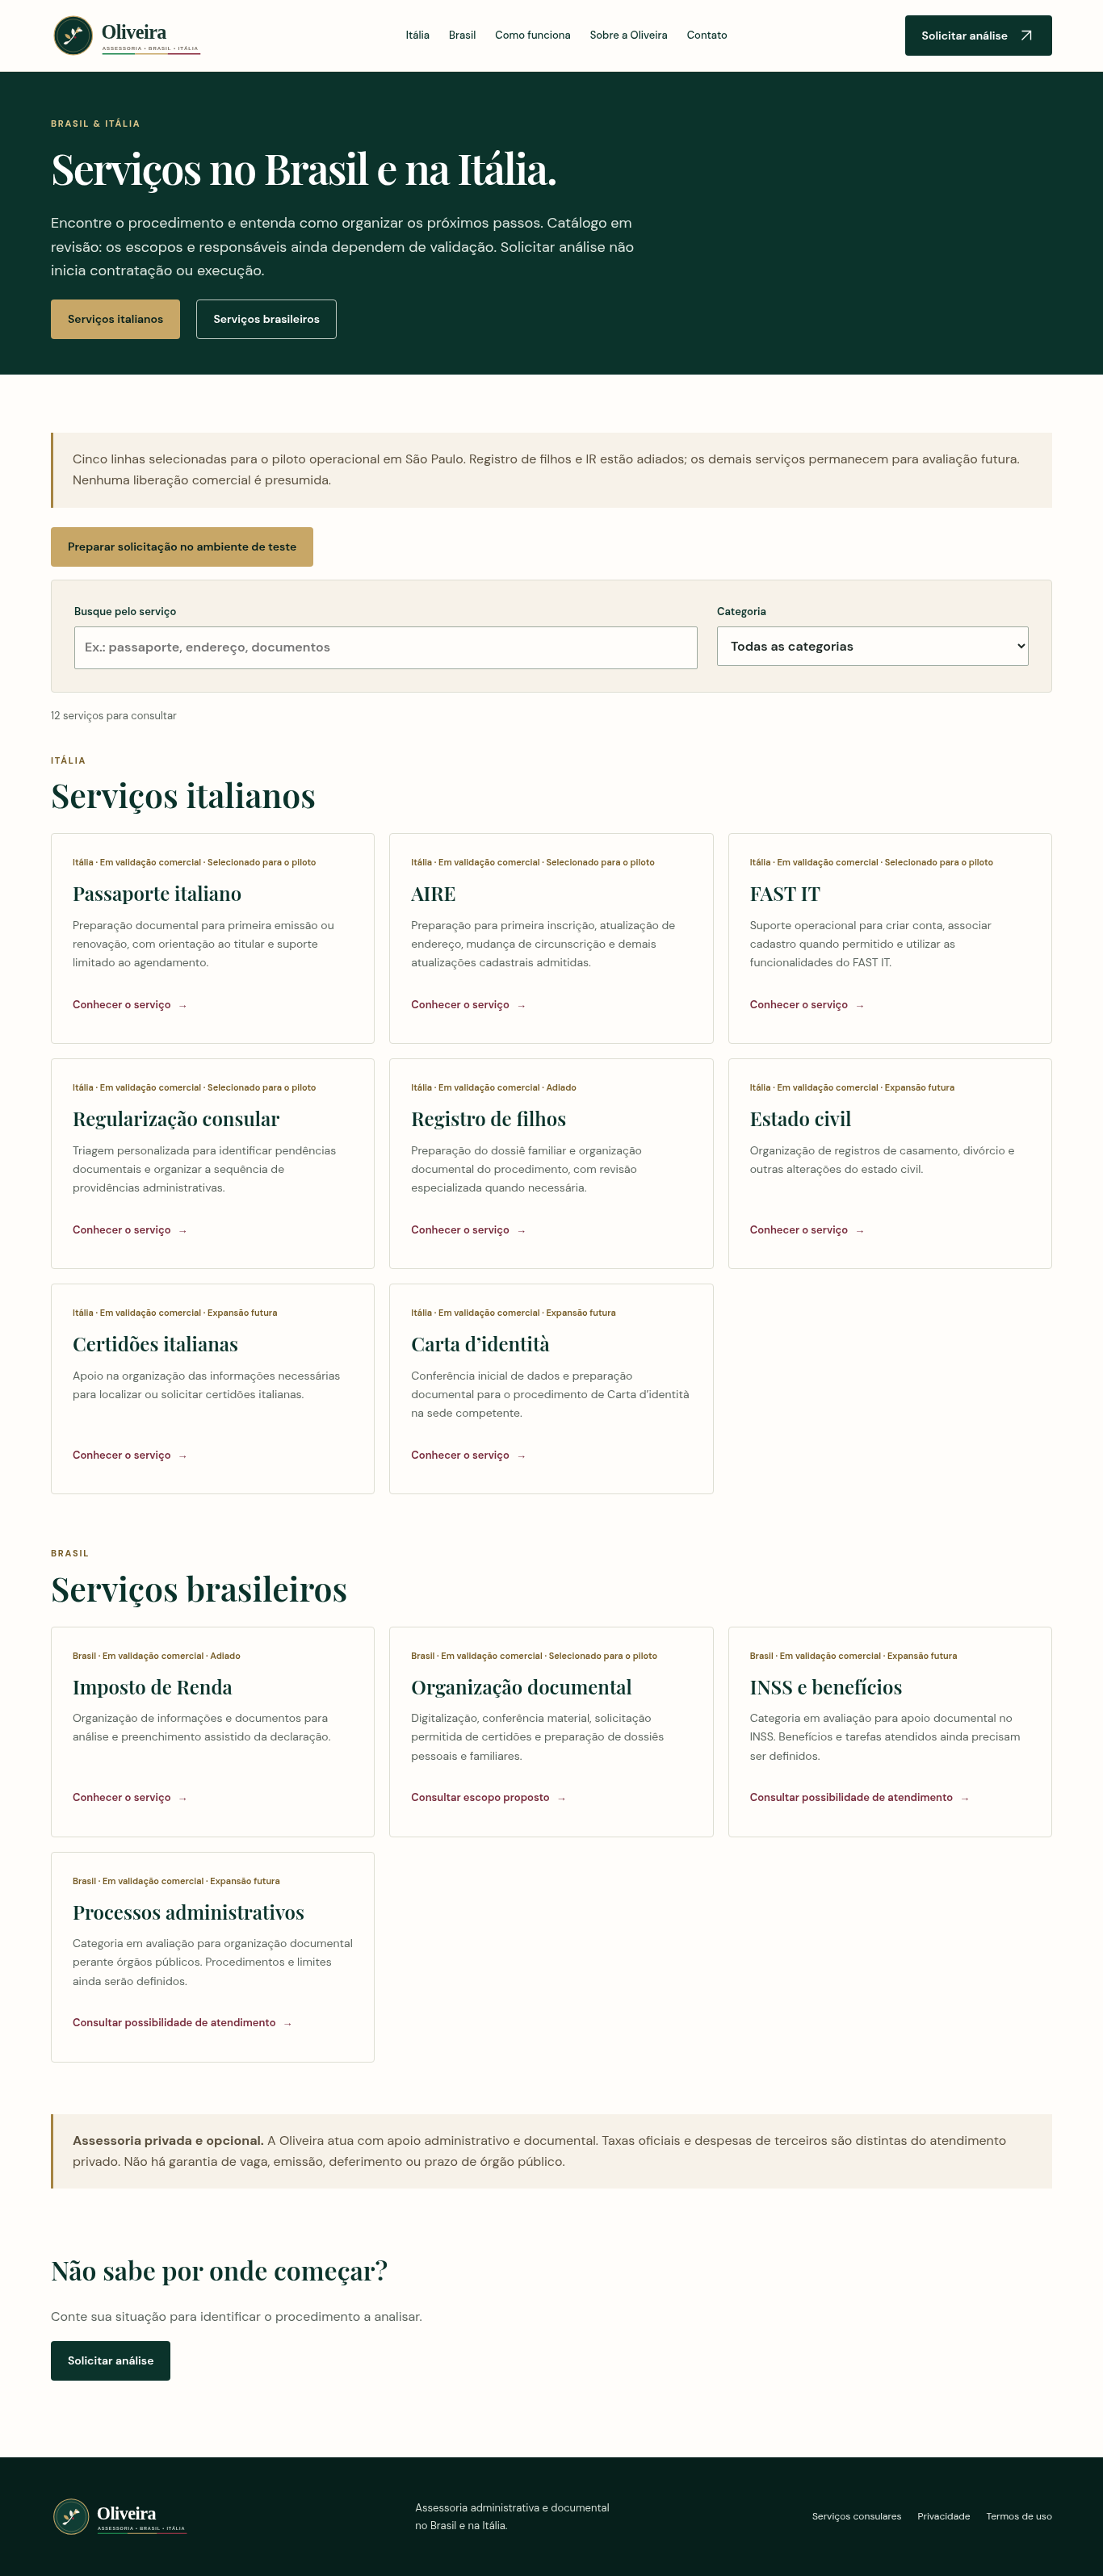 Oliveira
ASSESSORIA • BRASIL • ITÁLIA
Itália
Brasil
Como funciona
Sobre a Oliveira
Contato
Solicitar análise
BRASIL & ITÁLIA
Serviços no Brasil e na Itália.
Encontre o procedimento e entenda como organizar os próximos passos. Catálogo em
revisão: os escopos e responsáveis ainda dependem de validação. Solicitar análise não
inicia contratação ou execução.
Serviços italianos
Serviços brasileiros
Cinco linhas selecionadas para o piloto operacional em São Paulo. Registro de filhos e IR estão adiados; os demais serviços permanecem para avaliação futura.
Nenhuma liberação comercial é presumida.
Preparar solicitação no ambiente de teste
Busque pelo serviço
Categoria
Ex.: passaporte, endereço, documentos
Todas as categorias
12 serviços para consultar
ITÁLIA
Serviços italianos
Itália · Em validação comercial · Selecionado para o piloto
Passaporte italiano
Preparação documental para primeira emissão ou
renovação, com orientação ao titular e suporte
limitado ao agendamento.
Conhecer o serviço →
Itália · Em validação comercial · Selecionado para o piloto
AIRE
Preparação para primeira inscrição, atualização de
endereço, mudança de circunscrição e demais
atualizações cadastrais admitidas.
Conhecer o serviço →
Itália · Em validação comercial · Selecionado para o piloto
FAST IT
Suporte operacional para criar conta, associar
cadastro quando permitido e utilizar as
funcionalidades do FAST IT.
Conhecer o serviço →
Itália · Em validação comercial · Selecionado para o piloto
Regularização consular
Triagem personalizada para identificar pendências
documentais e organizar a sequência de
providências administrativas.
Conhecer o serviço →
Itália · Em validação comercial · Adiado
Registro de filhos
Preparação do dossiê familiar e organização
documental do procedimento, com revisão
especializada quando necessária.
Conhecer o serviço →
Itália · Em validação comercial · Expansão futura
Estado civil
Organização de registros de casamento, divórcio e
outras alterações do estado civil.
Conhecer o serviço →
Itália · Em validação comercial · Expansão futura
Certidões italianas
Apoio na organização das informações necessárias
para localizar ou solicitar certidões italianas.
Conhecer o serviço →
Itália · Em validação comercial · Expansão futura
Carta d’identità
Conferência inicial de dados e preparação
documental para o procedimento de Carta d’identità
na sede competente.
Conhecer o serviço →
BRASIL
Serviços brasileiros
Brasil · Em validação comercial · Adiado
Imposto de Renda
Organização de informações e documentos para
análise e preenchimento assistido da declaração.
Conhecer o serviço →
Brasil · Em validação comercial · Selecionado para o piloto
Organização documental
Digitalização, conferência material, solicitação
permitida de certidões e preparação de dossiês
pessoais e familiares.
Consultar escopo proposto →
Brasil · Em validação comercial · Expansão futura
INSS e benefícios
Categoria em avaliação para apoio documental no
INSS. Benefícios e tarefas atendidos ainda precisam
ser definidos.
Consultar possibilidade de atendimento →
Brasil · Em validação comercial · Expansão futura
Processos administrativos
Categoria em avaliação para organização documental
perante órgãos públicos. Procedimentos e limites
ainda serão definidos.
Consultar possibilidade de atendimento →
Assessoria privada e opcional. A Oliveira atua com apoio administrativo e documental. Taxas oficiais e despesas de terceiros são distintas do atendimento
privado. Não há garantia de vaga, emissão, deferimento ou prazo de órgão público.
Não sabe por onde começar?
Conte sua situação para identificar o procedimento a analisar.
Solicitar análise
Oliveira
ASSESSORIA • BRASIL • ITÁLIA
Assessoria administrativa e documental
no Brasil e na Itália.
Serviços consulares
Privacidade
Termos de uso